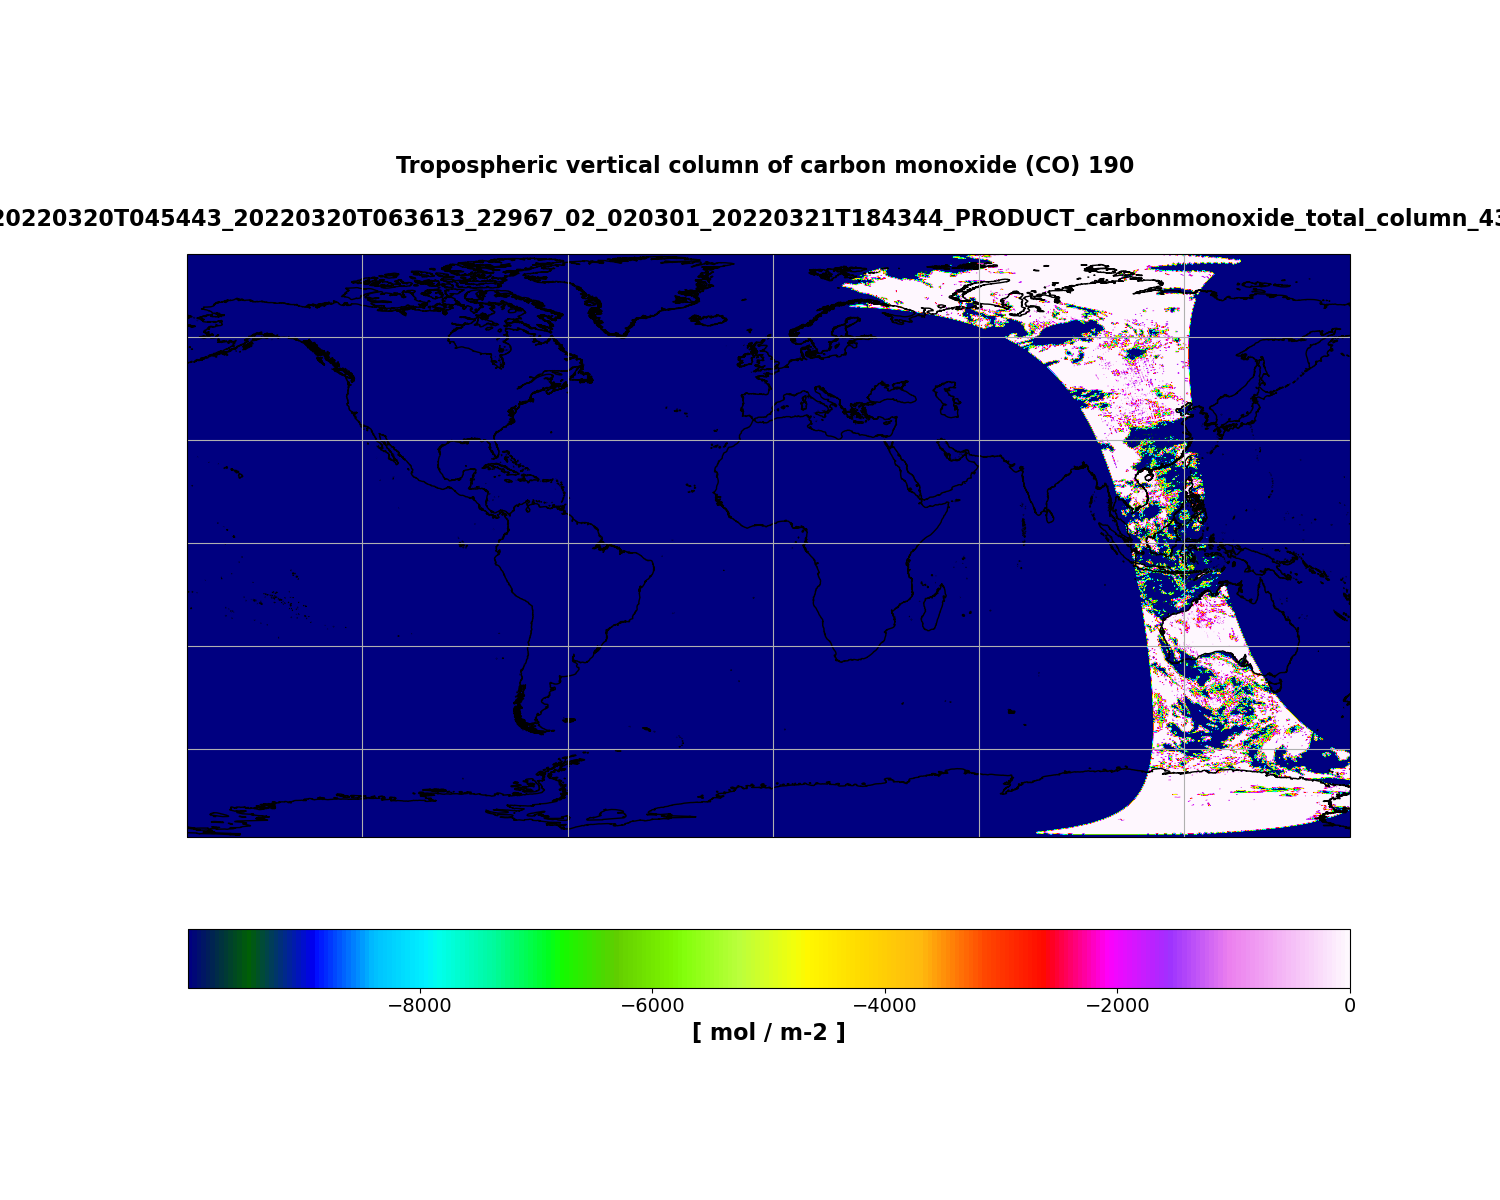 Tropospheric vertical column of carbon monoxide (CO) 190
20220320T045443_20220320T063613_22967_02_020301_20220321T184344_PRODUCT_carbonmonoxide_total_column_43
−8000 −6000 −4000 −2000 0
[ mol / m-2 ]